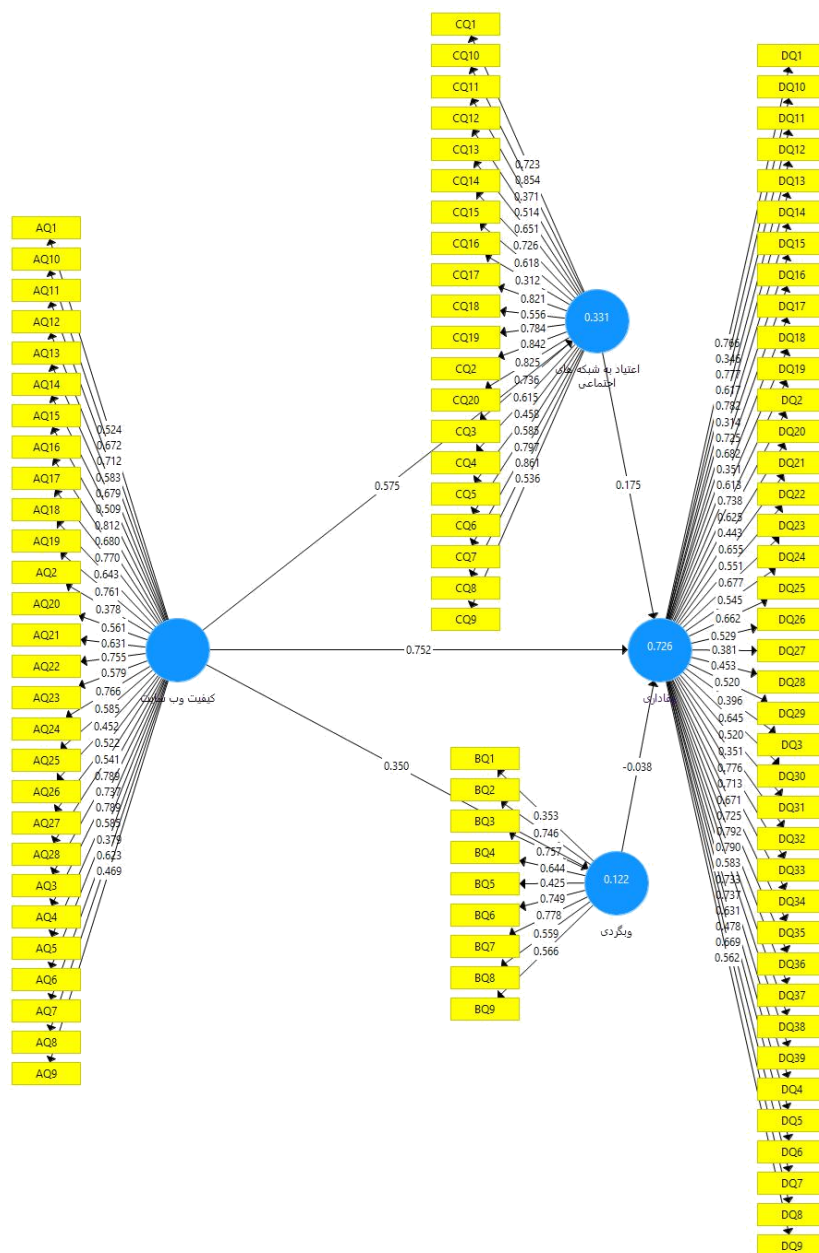 CQ1
CQ10
CQ11
CQ12
CQ13
CQ14
CQ15
CQ16
CQ17
CQ18
CQ19
CQ2
CQ20
CQ3
CQ4
CQ5
CQ6
CQ7
CQ8
CQ9
0.723
0.854
0.371
0.514
0.651
0.726
0.618
0.312
0.821
0.556
0.784
0.842
0.825
0.736
0.615
0.458
0.585
0.797
0.861
0.536
0.331
اعتیاد به شبکه های
اجتماعی
AQ1
AQ10
AQ11
AQ12
AQ13
AQ14
AQ15
AQ16
AQ17
AQ18
AQ19
AQ2
AQ20
AQ21
AQ22
AQ23
AQ24
AQ25
AQ26
AQ27
AQ28
AQ3
AQ4
AQ5
AQ6
AQ7
AQ8
AQ9
0.524
0.672
0.712
0.583
0.679
0.509
0.812
0.680
0.770
0.643
0.761
0.378
0.561
0.631
0.755
0.579
0.766
0.585
0.452
0.522
0.541
0.789
0.737
0.789
0.585
0.379
0.623
0.469
کیفیت وب سایت
0.575
0.752
0.350
0.175
-0.038
BQ1
BQ2
BQ3
BQ4
BQ5
BQ6
BQ7
BQ8
BQ9
0.353
0.746
0.757
0.644
0.425
0.749
0.778
0.559
0.566
0.122
وبگردی
0.726
وفاداری
0.766
0.346
0.777
0.617
0.782
0.314
0.725
0.682
0.351
0.613
0.738
0.625
0.443
0.655
0.551
0.677
0.545
0.662
0.529
0.381
0.453
0.520
0.396
0.645
0.520
0.351
0.776
0.713
0.671
0.725
0.792
0.790
0.583
0.733
0.737
0.631
0.478
0.669
0.562
DQ1
DQ10
DQ11
DQ12
DQ13
DQ14
DQ15
DQ16
DQ17
DQ18
DQ19
DQ2
DQ20
DQ21
DQ22
DQ23
DQ24
DQ25
DQ26
DQ27
DQ28
DQ29
DQ3
DQ30
DQ31
DQ32
DQ33
DQ34
DQ35
DQ36
DQ37
DQ38
DQ39
DQ4
DQ5
DQ6
DQ7
DQ8
DQ9